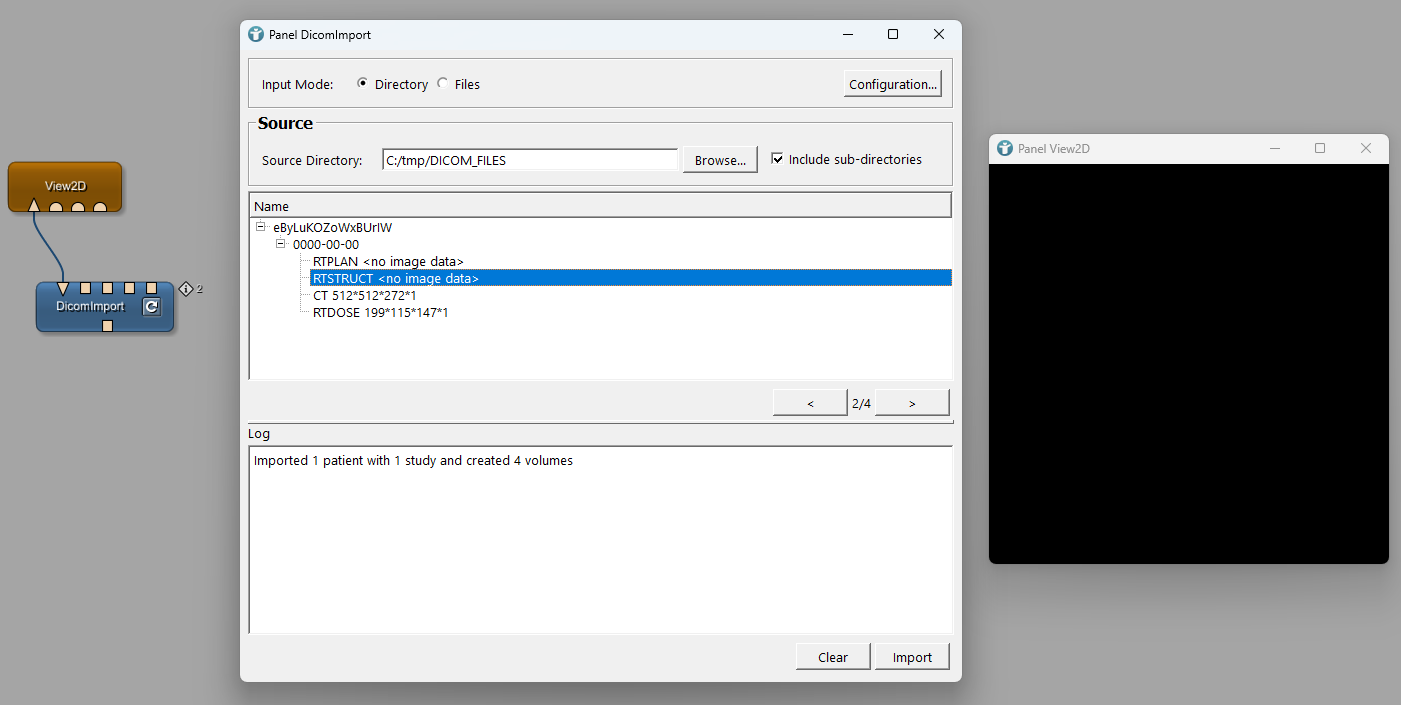 Panel DicomImport
Input Mode: Directory Files Configuration...
Source
Source Directory: C:/tmp/DICOM_FILES Browse... Include sub-directories
Name
eByLuKOZoWxBUrIW
0000-00-00
RTPLAN <no image data>
RTSTRUCT <no image data>
CT 512*512*272*1
RTDOSE 199*115*147*1
< 2/4 >
Log
Imported 1 patient with 1 study and created 4 volumes
Clear Import
View2D
DicomImport
2
Panel View2D